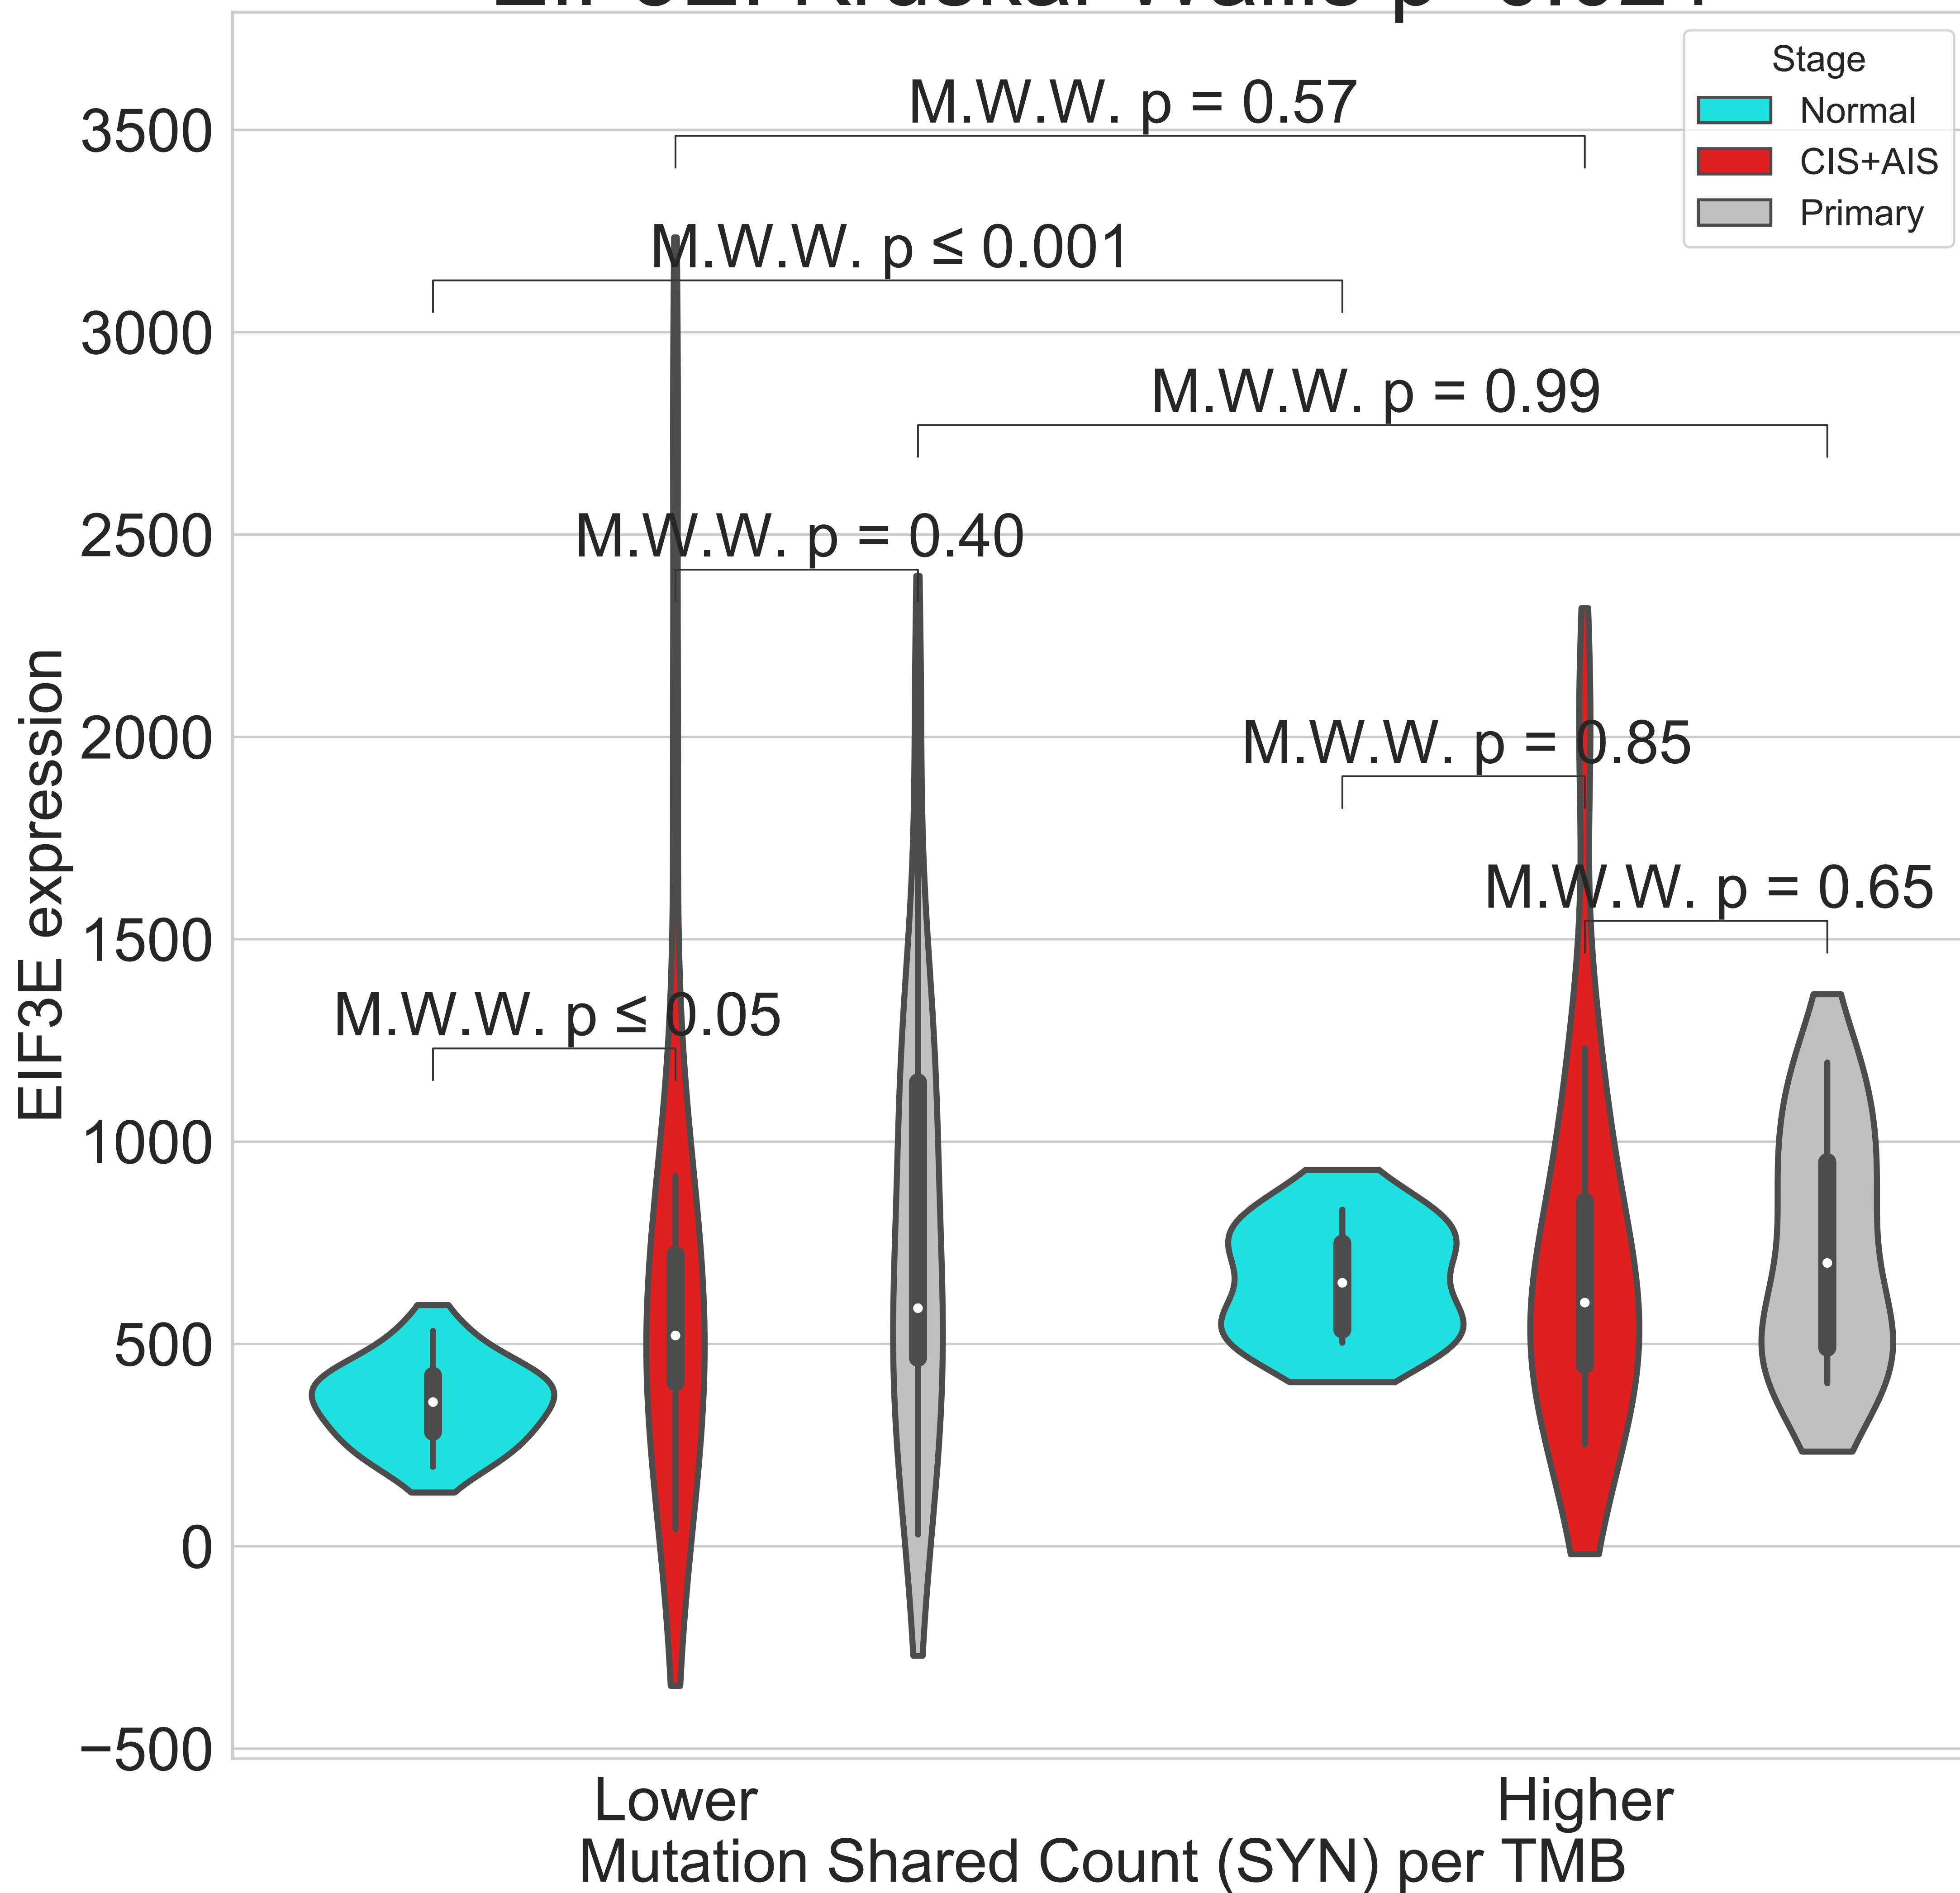 Stage
Normal
CIS+AIS
Primary
M.W.W. p = 0.57
M.W.W. p ≤ 0.001
M.W.W. p = 0.99
M.W.W. p = 0.40
M.W.W. p = 0.85
M.W.W. p = 0.65
M.W.W. p ≤ 0.05
3500
3000
2500
2000
1500
1000
500
0
−500
EIF3E expression
Lower
Higher
Mutation Shared Count (SYN) per TMB